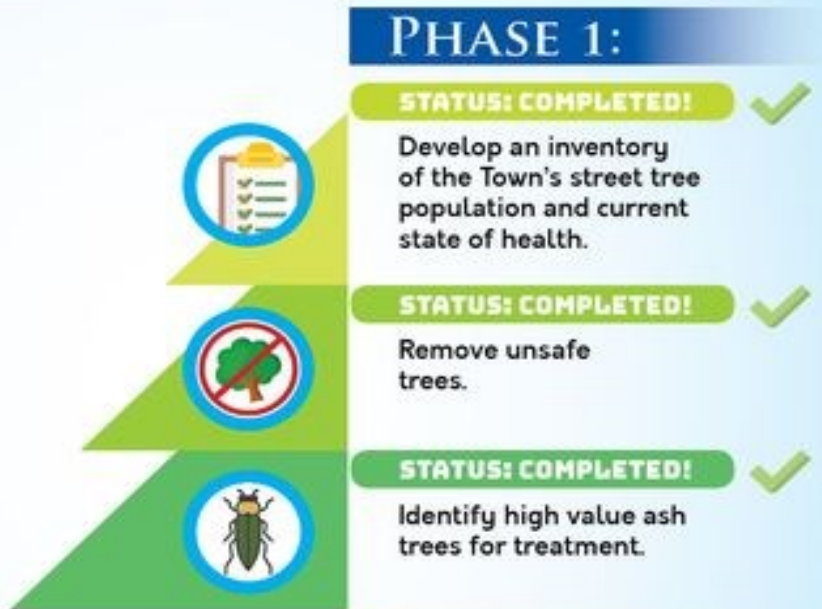 PHASE 1:
STATUS: COMPLETED!
Develop an inventory
of the Town's street tree
population and current
state of health.
STATUS: COMPLETED!
Remove unsafe
trees.
STATUS: COMPLETED!
Identify high value ash
trees for treatment.